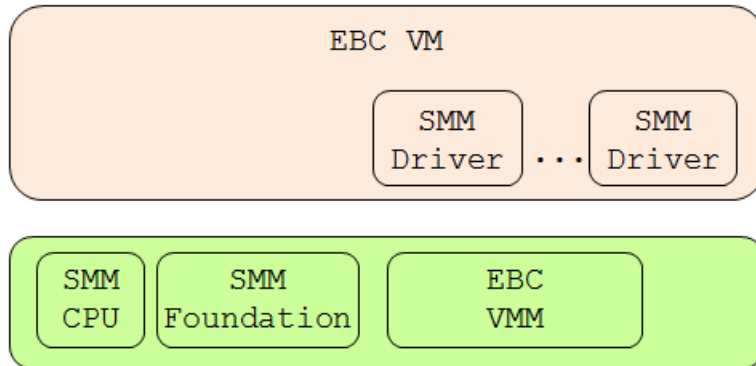 EBC VM
SMM
Driver
...
SMM
Driver
SMM
CPU
SMM
Foundation
EBC
VMM